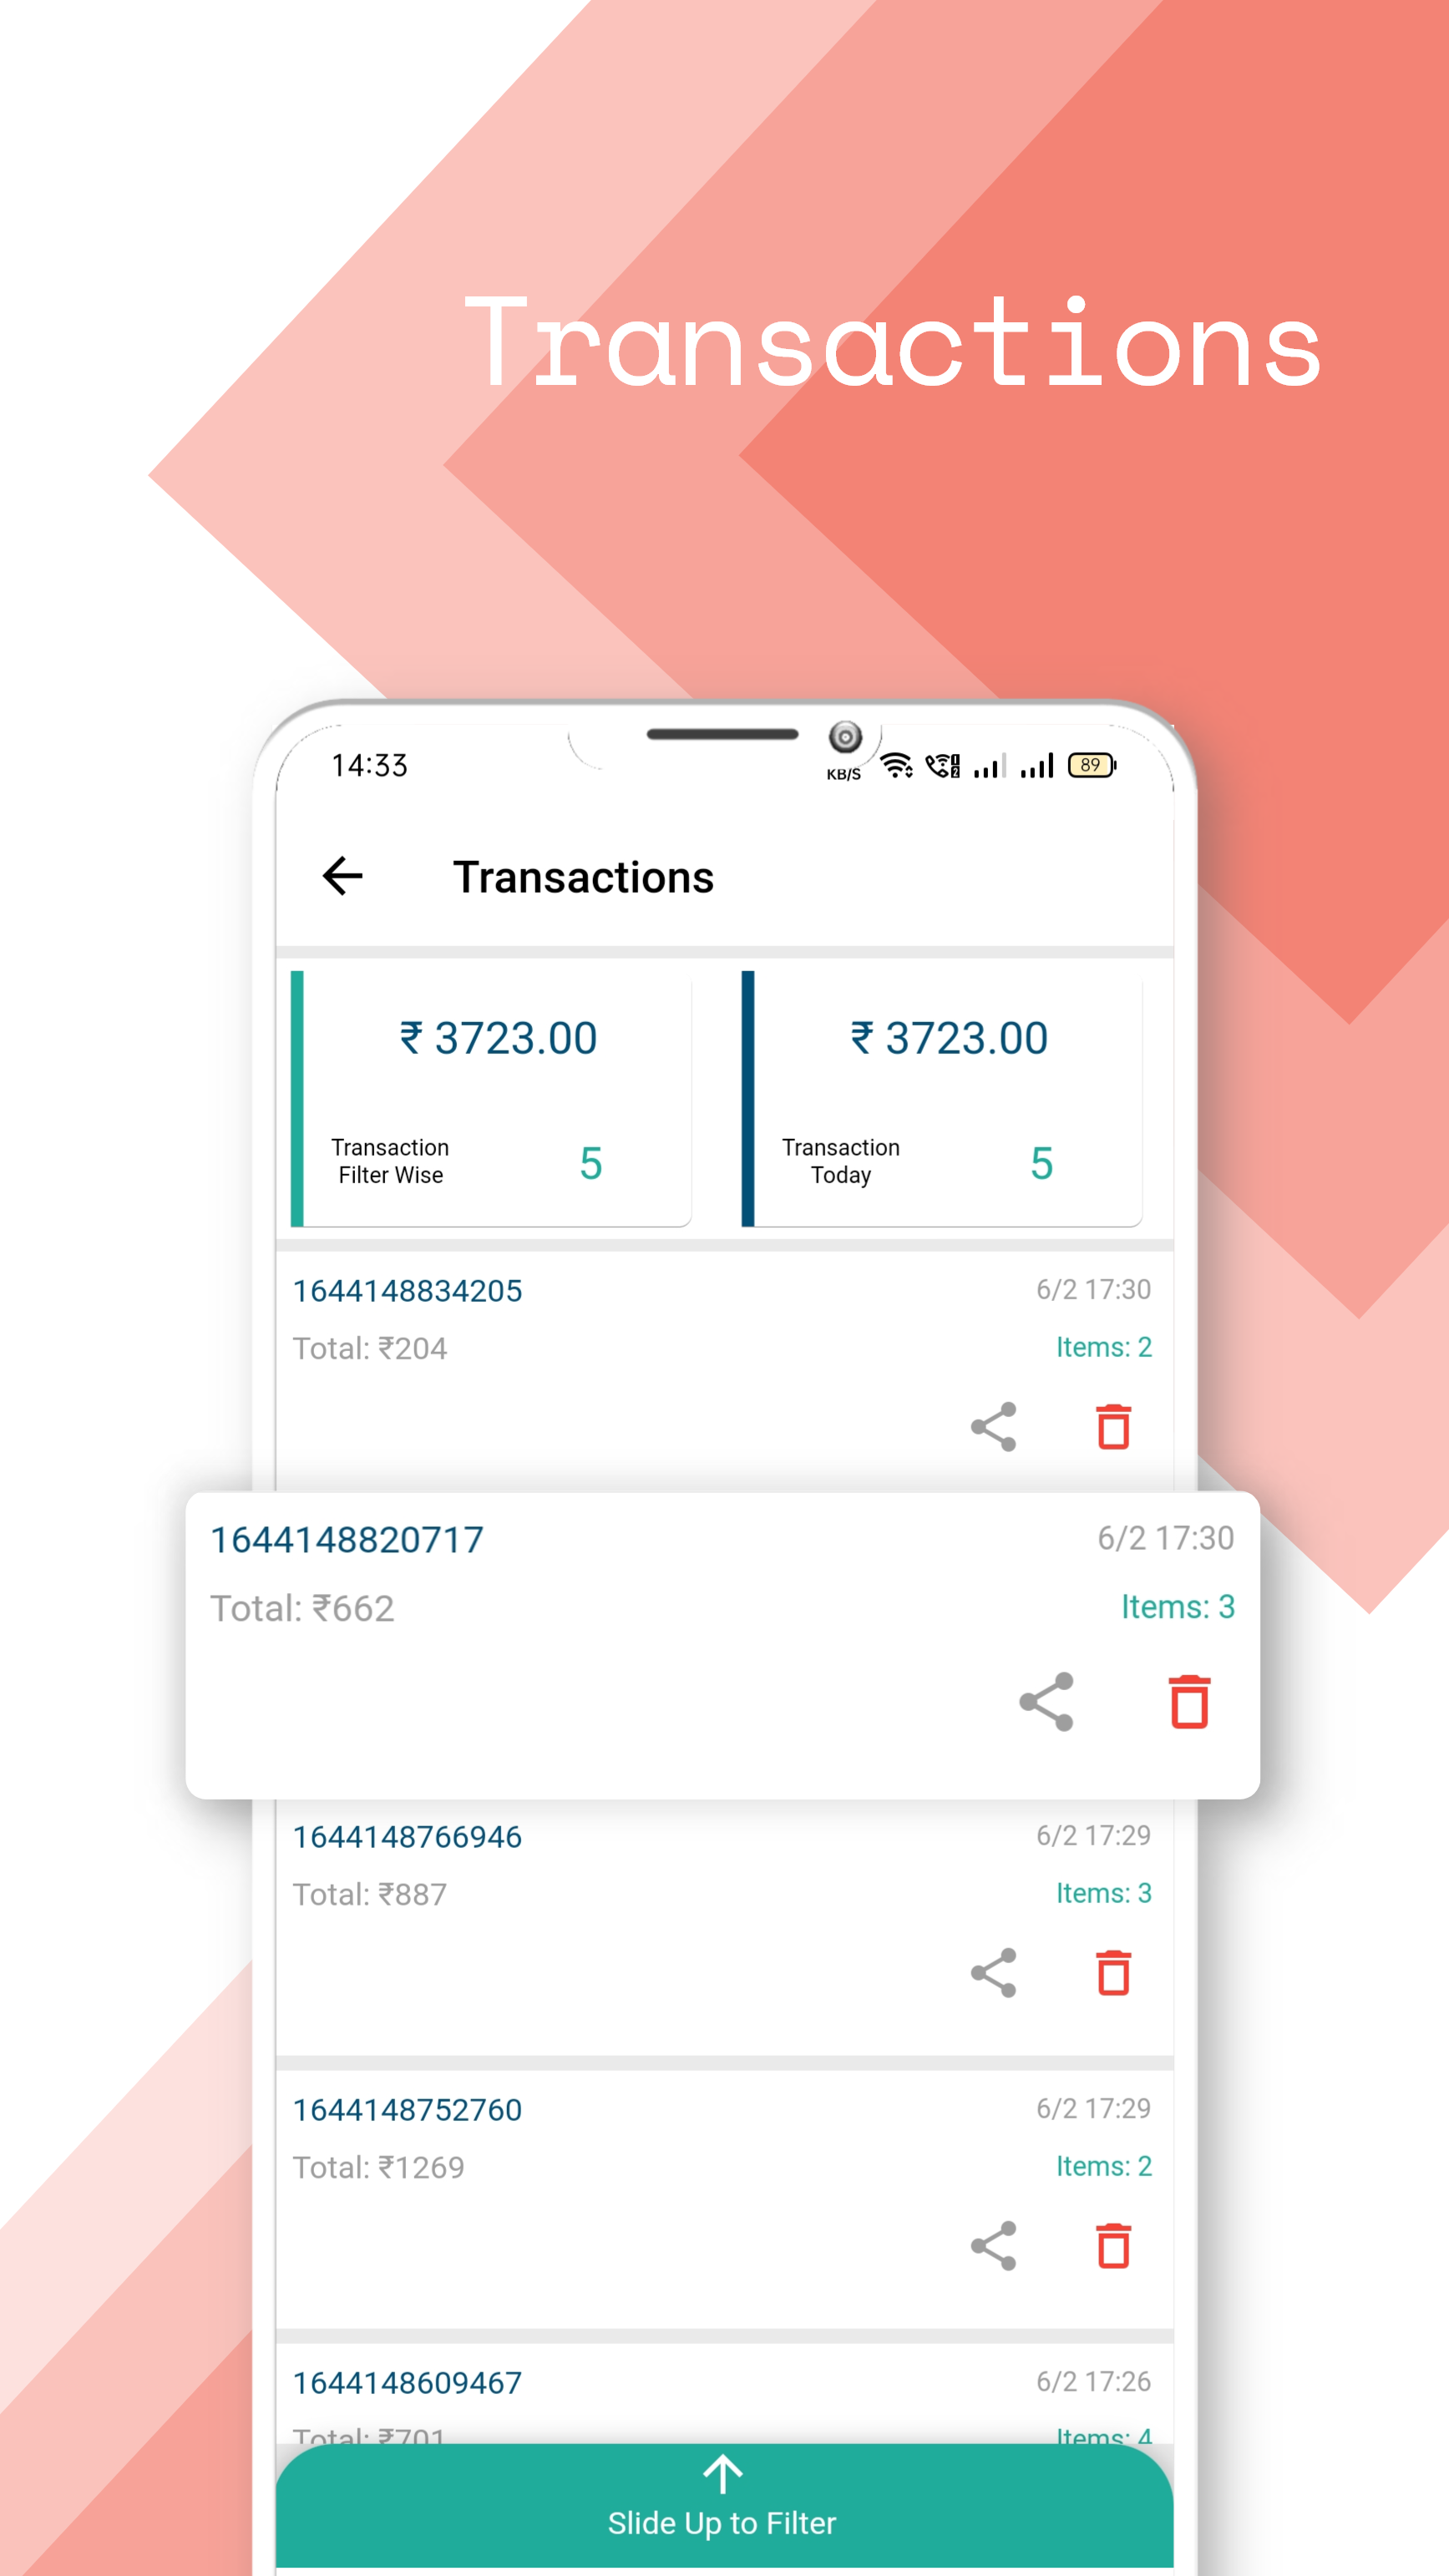 Transactions
14:33
KB/S
89
Transactions
₹ 3723.00
₹ 3723.00
Transaction
Filter Wise
5
Transaction
Today
5
1644148834205
6/2 17:30
Total: ₹204
Items: 2
1644148820717
6/2 17:30
Total: ₹662
Items: 3
1644148766946
6/2 17:29
Total: ₹887
Items: 3
1644148752760
6/2 17:29
Total: ₹1269
Items: 2
1644148609467
6/2 17:26
Total: ₹701
Items: 4
Slide Up to Filter